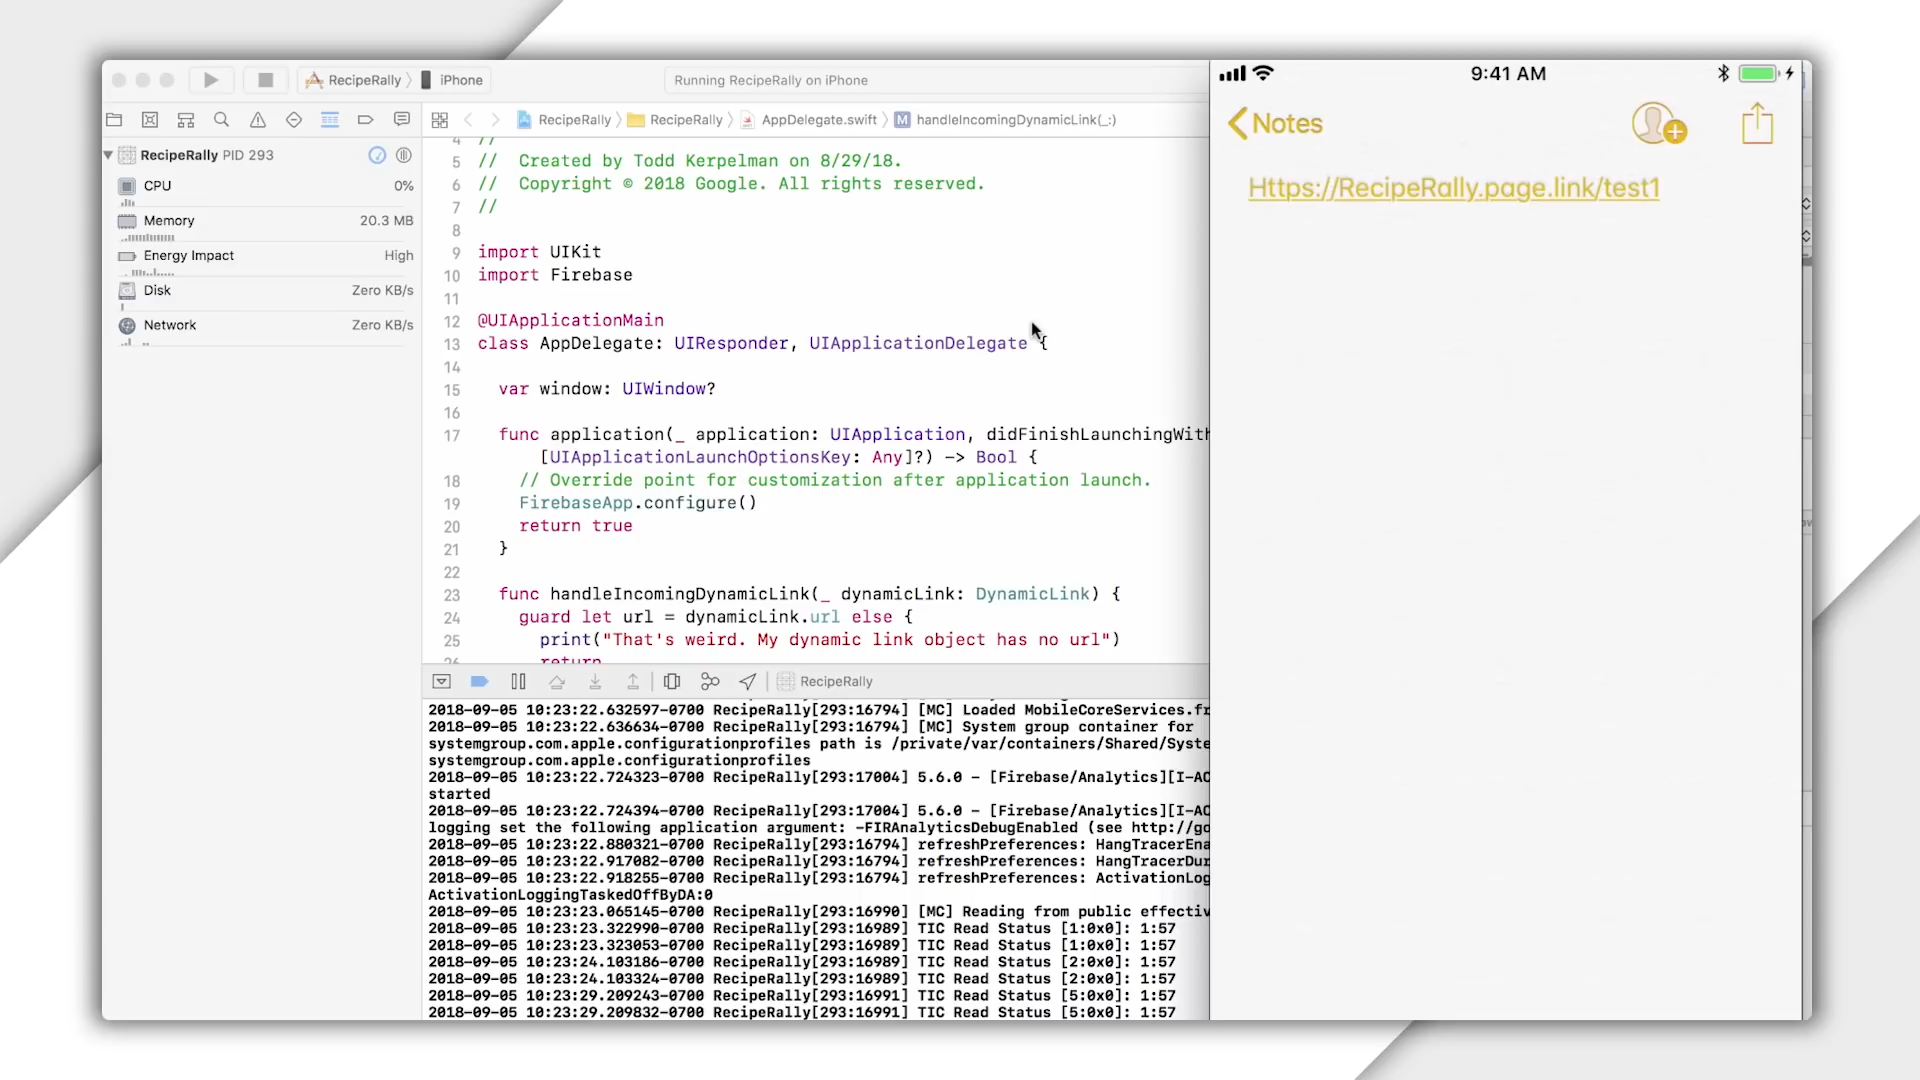 RecipeRally 〉 iPhone
Running RecipeRally on iPhone
RecipeRally 〉 RecipeRally 〉 AppDelegate.swift 〉 M handleIncomingDynamicLink(_:)
RecipeRally PID 293
CPU 0%
Memory 20.3 MB
Energy Impact High
Disk Zero KB/s
Network Zero KB/s
4 //
5 // Created by Todd Kerpelman on 8/29/18.
6 // Copyright © 2018 Google. All rights reserved.
7 //
8
9 import UIKit
10 import Firebase
11
12 @UIApplicationMain
13 class AppDelegate: UIResponder, UIApplicationDelegate {
14
15 var window: UIWindow?
16
17 func application(_ application: UIApplication, didFinishLaunchingWith
[UIApplicationLaunchOptionsKey: Any]?) -> Bool {
18 // Override point for customization after application launch.
19 FirebaseApp.configure()
20 return true
21 }
22
23 func handleIncomingDynamicLink(_ dynamicLink: DynamicLink) {
24 guard let url = dynamicLink.url else {
25 print("That's weird. My dynamic link object has no url")
26 return
RecipeRally
2018-09-05 10:23:22.632597-0700 RecipeRally[293:16794] [MC] Loaded MobileCoreServices.fr
2018-09-05 10:23:22.636634-0700 RecipeRally[293:16794] [MC] System group container for
systemgroup.com.apple.configurationprofiles path is /private/var/containers/Shared/Syste
systemgroup.com.apple.configurationprofiles
2018-09-05 10:23:22.724323-0700 RecipeRally[293:17004] 5.6.0 - [Firebase/Analytics][I-AC
started
2018-09-05 10:23:22.724394-0700 RecipeRally[293:17004] 5.6.0 - [Firebase/Analytics][I-AC
logging set the following application argument: -FIRAnalyticsDebugEnabled (see http://go
2018-09-05 10:23:22.880321-0700 RecipeRally[293:16794] refreshPreferences: HangTracerEna
2018-09-05 10:23:22.917082-0700 RecipeRally[293:16794] refreshPreferences: HangTracerDur
2018-09-05 10:23:22.918255-0700 RecipeRally[293:16794] refreshPreferences: ActivationLog
ActivationLoggingTaskedOffByDA:0
2018-09-05 10:23:23.065145-0700 RecipeRally[293:16990] [MC] Reading from public effectiv
2018-09-05 10:23:23.322990-0700 RecipeRally[293:16989] TIC Read Status [1:0x0]: 1:57
2018-09-05 10:23:23.323053-0700 RecipeRally[293:16989] TIC Read Status [1:0x0]: 1:57
2018-09-05 10:23:24.103186-0700 RecipeRally[293:16989] TIC Read Status [2:0x0]: 1:57
2018-09-05 10:23:24.103324-0700 RecipeRally[293:16989] TIC Read Status [2:0x0]: 1:57
2018-09-05 10:23:29.209243-0700 RecipeRally[293:16991] TIC Read Status [5:0x0]: 1:57
2018-09-05 10:23:29.209832-0700 RecipeRally[293:16991] TIC Read Status [5:0x0]: 1:57
9:41 AM
Notes
Https://RecipeRally.page.link/test1